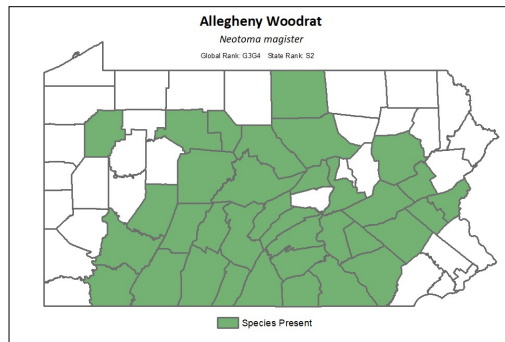 Allegheny Woodrat
Neotoma magister
Global Rank: G3G4 State Rank: S2
Species Present